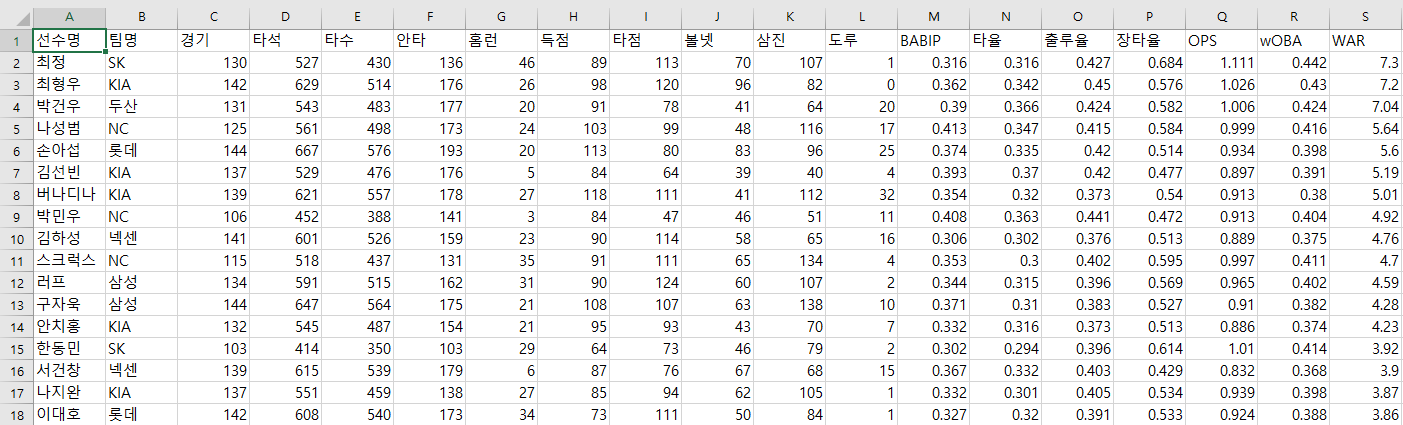 A B C D E F G H I J K L M N O P Q R S
1 선수명 팀명 경기 타석 타수 안타 홈런 득점 타점 볼넷 삼진 도루 BABIP 타율 출루율 장타율 OPS wOBA WAR
2 최정 SK 130 527 430 136 46 89 113 70 107 1 0.316 0.316 0.427 0.684 1.111 0.442 7.3
3 최형우 KIA 142 629 514 176 26 98 120 96 82 0 0.362 0.342 0.45 0.576 1.026 0.43 7.2
4 박건우 두산 131 543 483 177 20 91 78 41 64 20 0.39 0.366 0.424 0.582 1.006 0.424 7.04
5 나성범 NC 125 561 498 173 24 103 99 48 116 17 0.413 0.347 0.415 0.584 0.999 0.416 5.64
6 손아섭 롯데 144 667 576 193 20 113 80 83 96 25 0.374 0.335 0.42 0.514 0.934 0.398 5.6
7 김선빈 KIA 137 529 476 176 5 84 64 39 40 4 0.393 0.37 0.42 0.477 0.897 0.391 5.19
8 버나디나 KIA 139 621 557 178 27 118 111 41 112 32 0.354 0.32 0.373 0.54 0.913 0.38 5.01
9 박민우 NC 106 452 388 141 3 84 47 46 51 11 0.408 0.363 0.441 0.472 0.913 0.404 4.92
10 김하성 넥센 141 601 526 159 23 90 114 58 65 16 0.306 0.302 0.376 0.513 0.889 0.375 4.76
11 스크럭스 NC 115 518 437 131 35 91 111 65 134 4 0.353 0.3 0.402 0.595 0.997 0.411 4.7
12 러프 삼성 134 591 515 162 31 90 124 60 107 2 0.344 0.315 0.396 0.569 0.965 0.402 4.59
13 구자욱 삼성 144 647 564 175 21 108 107 63 138 10 0.371 0.31 0.383 0.527 0.91 0.382 4.28
14 안치홍 KIA 132 545 487 154 21 95 93 43 70 7 0.332 0.316 0.373 0.513 0.886 0.374 4.23
15 한동민 SK 103 414 350 103 29 64 73 46 79 2 0.302 0.294 0.396 0.614 1.01 0.414 3.92
16 서건창 넥센 139 615 539 179 6 87 76 67 68 15 0.367 0.332 0.403 0.429 0.832 0.368 3.9
17 나지완 KIA 137 551 459 138 27 85 94 62 105 1 0.332 0.301 0.405 0.534 0.939 0.398 3.87
18 이대호 롯데 142 608 540 173 34 73 111 50 84 1 0.327 0.32 0.391 0.533 0.924 0.388 3.86